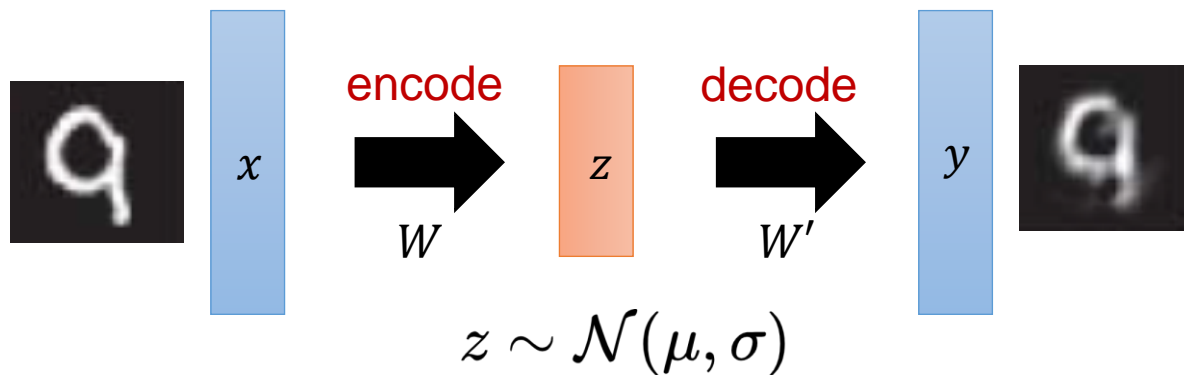 encode decode
x z y
W W′
z ∼ 𝒩(μ, σ)